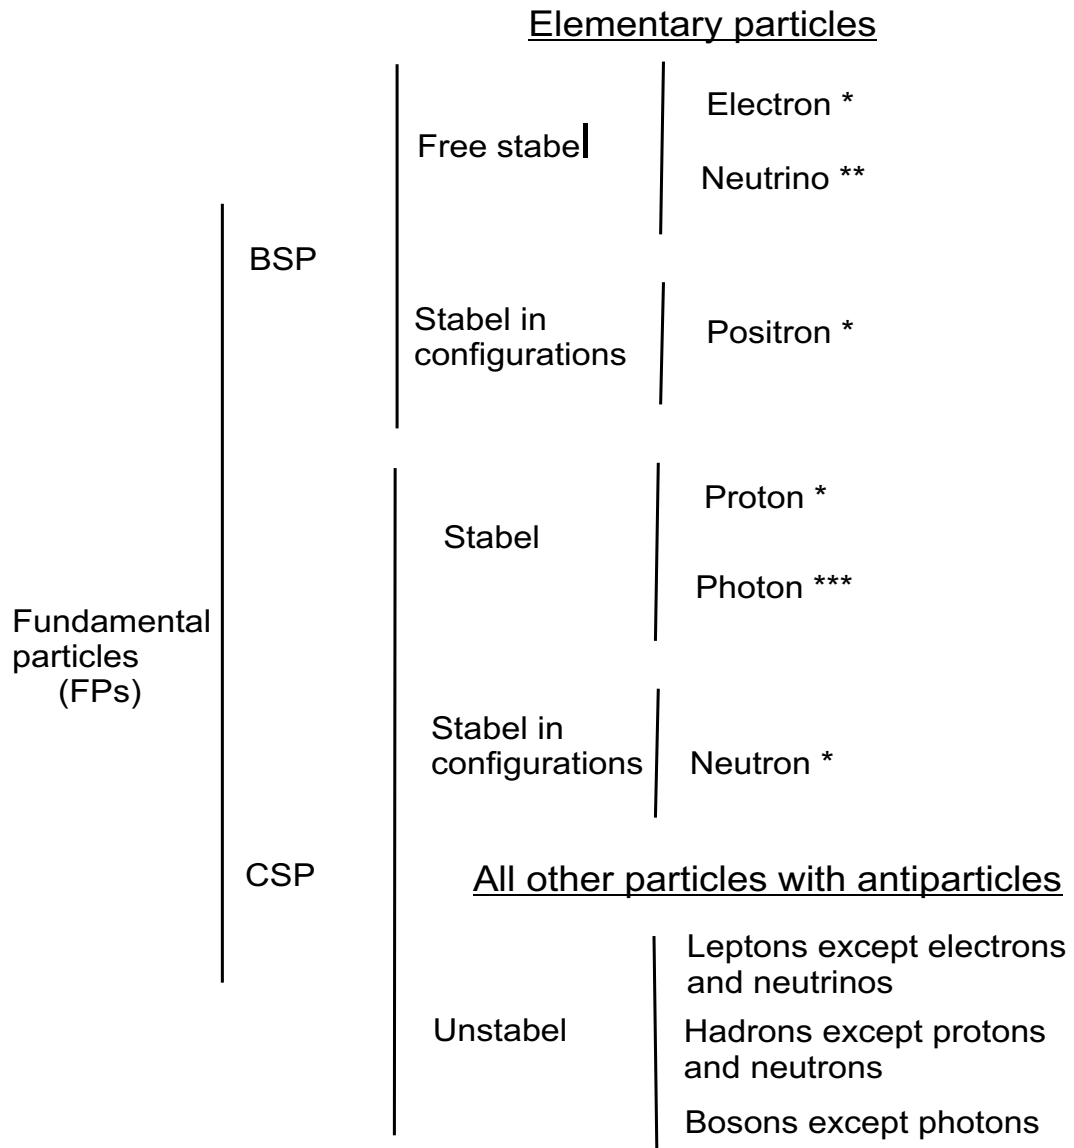 Elementary particles
Electron *
Free stabel
Neutrino **
BSP
Stabel in
configurations
Positron *
Proton *
Stabel
Photon ***
Fundamental
particles
(FPs)
Stabel in
configurations
Neutron *
CSP
All other particles with antiparticles
Leptons except electrons
and neutrinos
Unstabel
Hadrons except protons
and neutrons
Bosons except photons